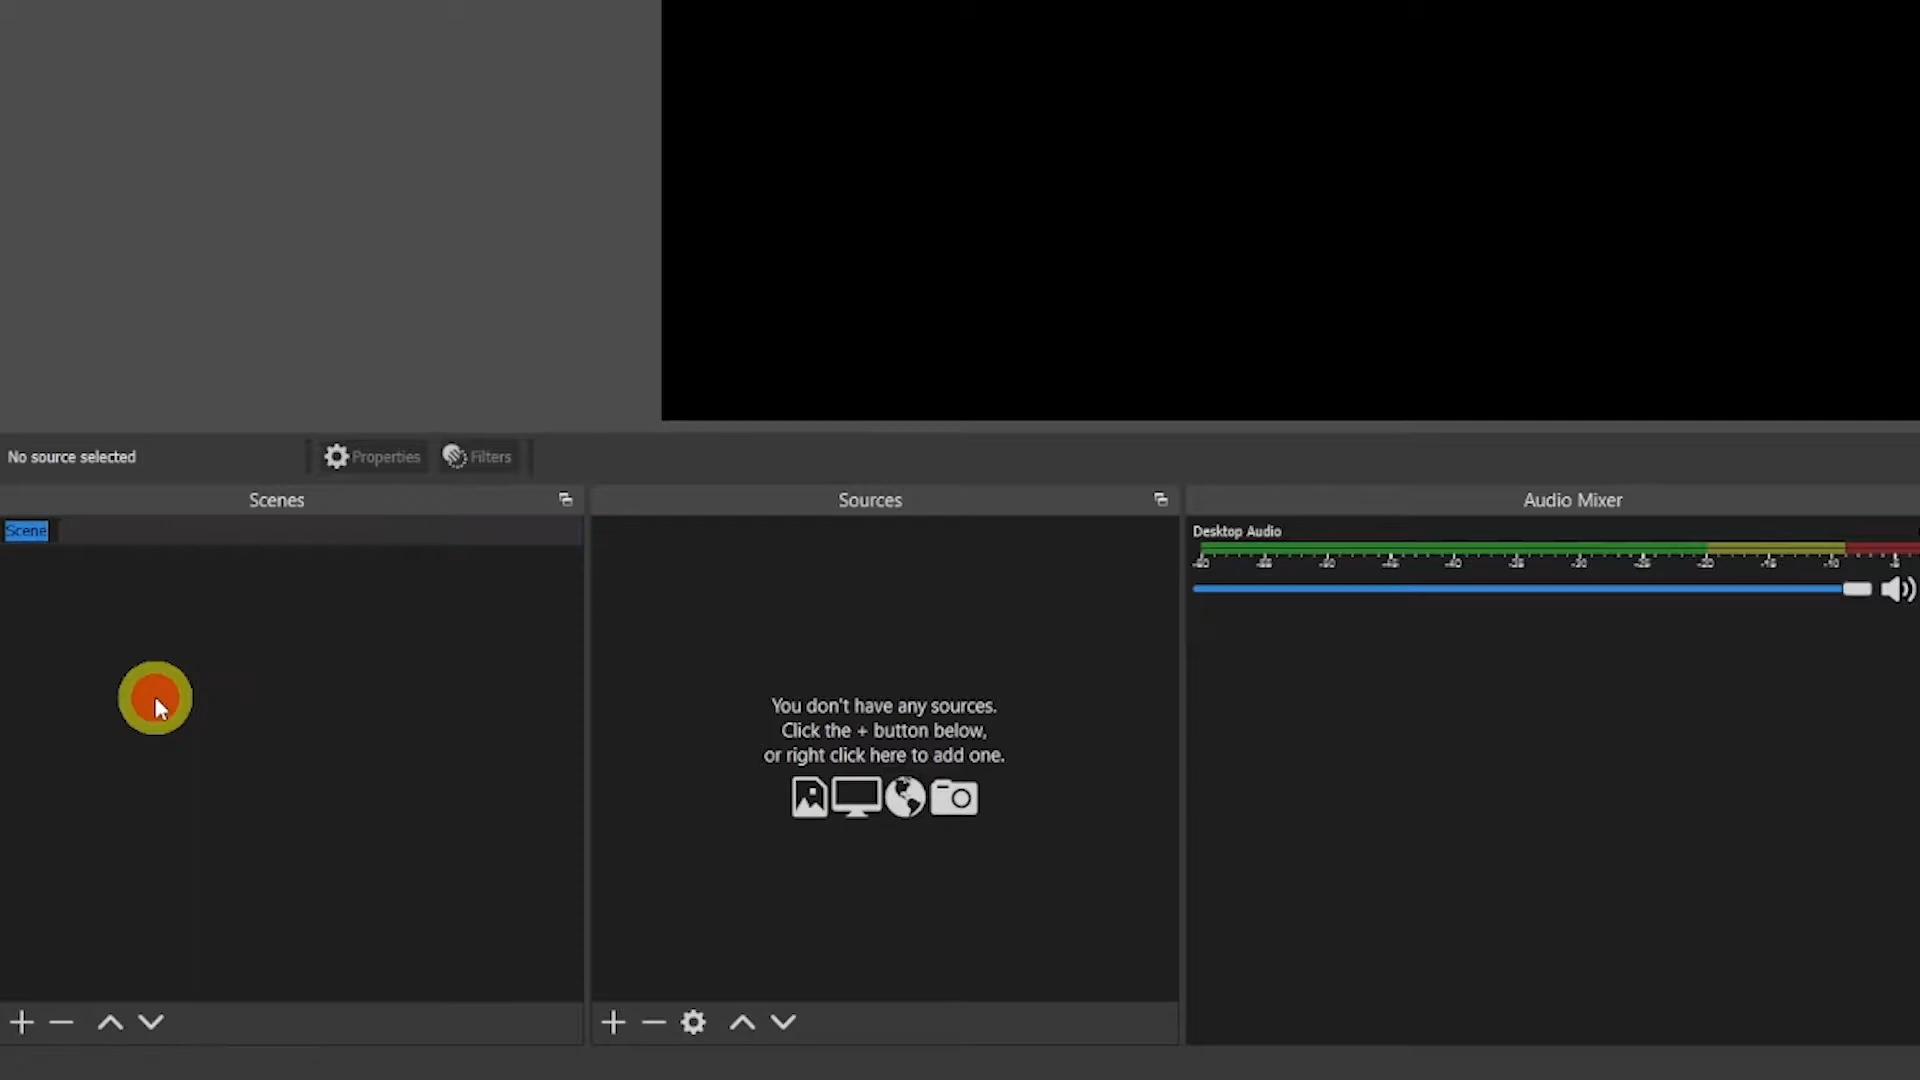 No source selected
Properties
Filters
Scenes
Sources
Audio Mixer
Scene
Desktop Audio
You don't have any sources.
Click the + button below,
or right click here to add one.